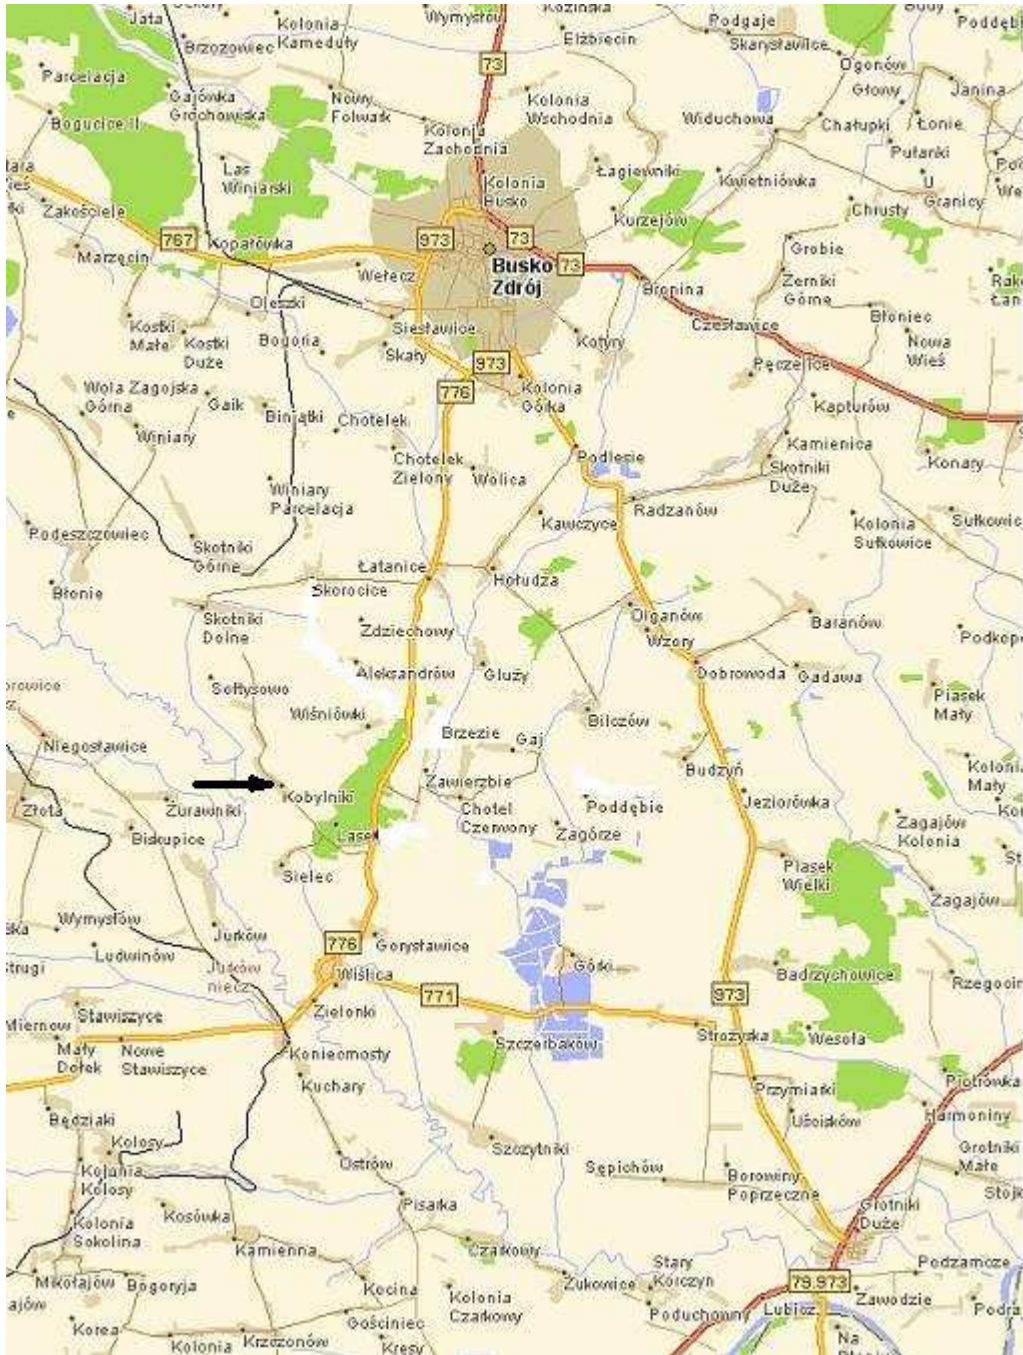 Jata
Kolonia
Kameduły
Wymysłów
Kozińska
Elżbiecin
Podgaje
Skarysławice
Budy
Poddębi
Brzozowiec
Parcelacja
73
Ogonów
Głowy
Janina
Gajówka
Grochowiska
Nowy
Folwark
Kolonia
Wschodnia
Bogucice II
Kolonia
Zachodnia
Widuchowa
Chałupki
Łonie
Pułanki
Las
Winiarski
Kolonia
Busko
Łagiewniki
Kwietniówka
U
Granicy
Zakościele
Kurzejów
Chrusty
767
Kopałówka
973
73
Grobie
Marzęcin
Wełecz
Busko
Zdrój
73
Bronina
Zerniki
Górne
Oleszki
Siesławice
Czesławice
Błoniec
Kostki
Małe
Kostki
Duże
Bogoria
Skały
Kotyry
Nowa
Wieś
973
Pęczelice
Wola Zagojska
Górna
Gaik
776
Kolonia
Górka
Kapturów
Biniątki
Chotelek
Winiary
Chotelek
Zielony
Podlesie
Kamienica
Wolica
Skotniki
Duże
Konary
Winiary
Parcelacja
Radzanów
Kawczyce
Kolonia
Sułkowice
Sułkowic
Podeszczowiec
Skotniki
Górne
Łatanice
Hołudza
Błonie
Skorocice
Skotniki
Dolne
Zdziechowy
Olganów
Wzory
Baranów
Aleksandrów
Gluzy
Dobrowoda
Gadawa
Sołtysowo
Piasek
Mały
Wiśniówki
Bilczów
Brzezie
Gaj
Niegosławice
Budzyń
Zawierzbie
Kobylniki
Złota
Żurawniki
Chotel
Czerwony
Poddębie
Jeziorówka
Lasek
Zagórze
Zagajów
Kolonia
Biskupice
Sielec
Piasek
Wielki
Zagajów
Wymysłów
Jurków
Ludwinów
776
Gorysławice
Wiślica
Górki
Badrzychowice
771
973
Stawiszyce
Zielonki
Strożyska
Wesoła
Mały
Dołek
Nowe
Stawiszyce
Koniecmosty
Szczerbaków
Kuchary
Przymiarki
Piotrówka
Będziaki
Uścisków
Harmoniny
Kolosy
Szczytniki
Grotniki
Małe
Kolonia
Kolosy
Ostrów
Sępichów
Borowiny
Poprzeczne
Kosówka
Pisarka
Grotniki
Duże
Kolonia
Sokolina
Kamienna
Czarkowy
Mikołajów
Bogoryja
Kocina
Kolonia
Czarkowy
Żukowice
Stary
Korczyn
79.973
Podzamcze
Poduchowny
Lubicz
Zawodzie
Korea
Kolonia
Krzczonów
Gościniec
Kresy
Na